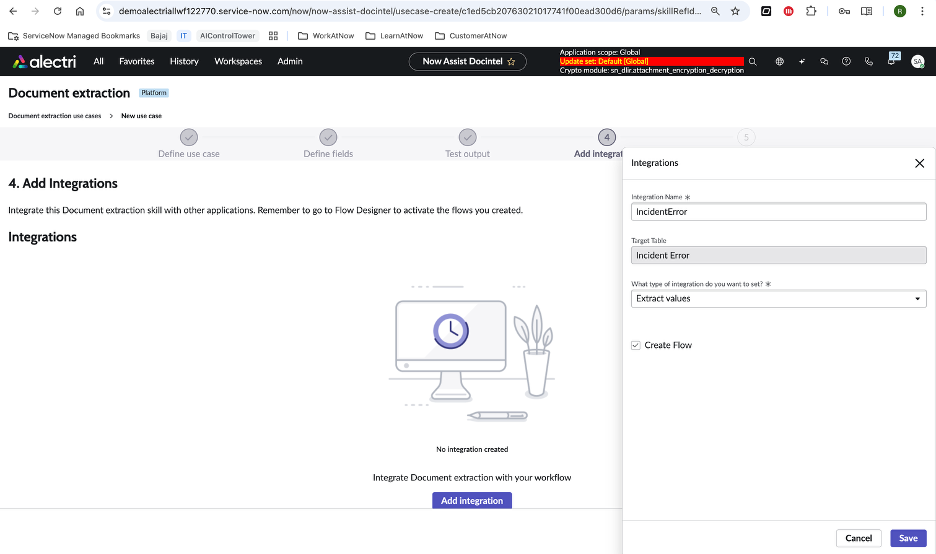 demoalectriallwf122770.service-now.com/now/now-assist-docintel/usecase-create/c1ed5cb20763021017741f00ead300d6/params/skillRefId...
R
ServiceNow Managed Bookmarks Bajaj IT AIControlTower WorkAtNow LearnAtNow CustomerAtNow
alectri All Favorites History Workspaces Admin Now Assist Docintel
Application scope: Global
Update set: Default [Global]
Crypto module: sn_dlir.attachment_encryption_decryption
72
SA
Document extraction Platform
Document extraction use cases > New use case
4 5
Define use case Define fields Test output Add integrat
Integrations
4. Add Integrations
Integrate this Document extraction skill with other applications. Remember to go to Flow Designer to activate the flows you created.
Integrations
No integration created
Integrate Document extraction with your workflow
Add integration
Integration Name *
IncidentError
Target Table
Incident Error
What type of integration do you want to set? *
Extract values
Create Flow
Cancel Save